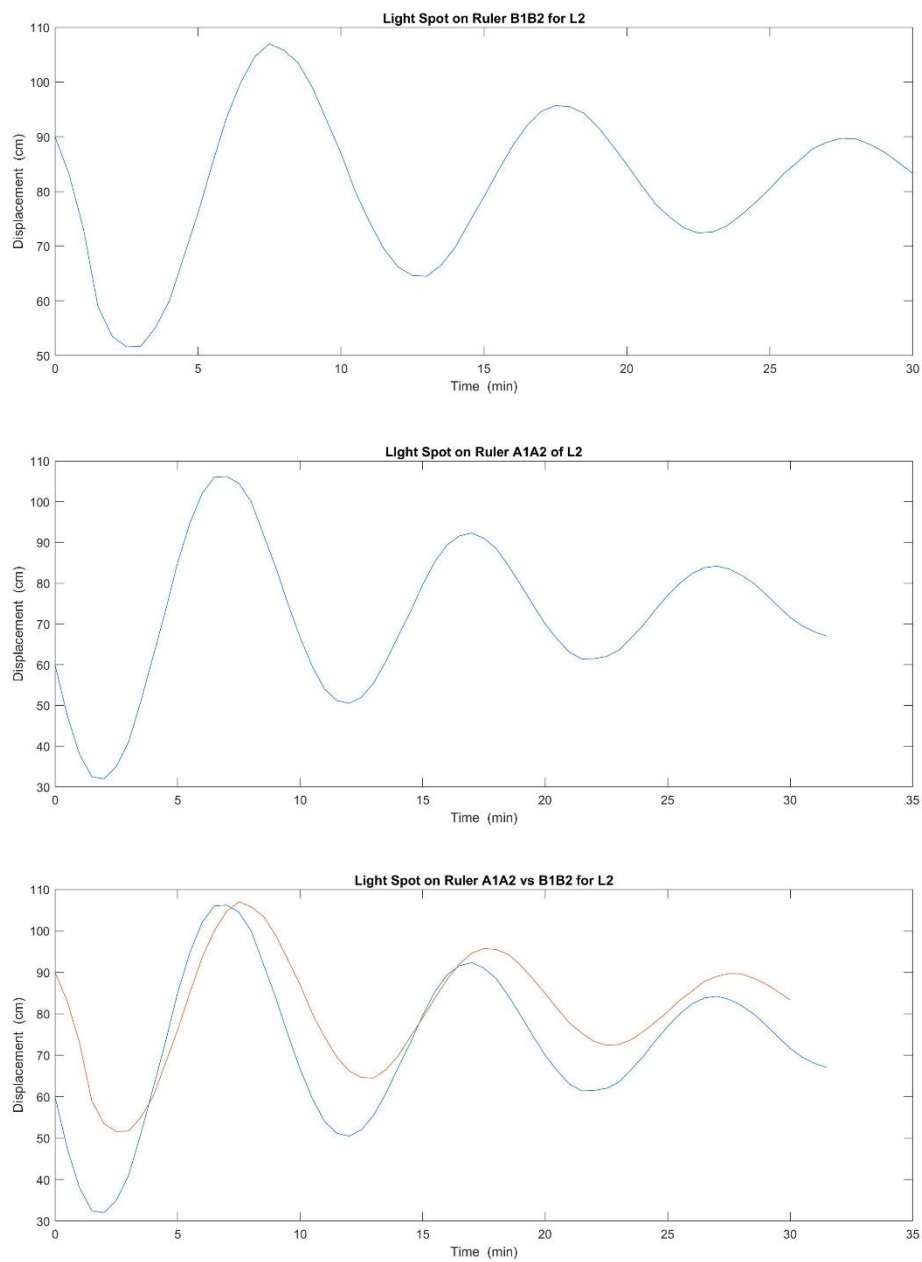 Light Spot on Ruler B1B2 for L2
110
100
90
80
70
60
50
Displacement (cm)
0 5 10 15 20 25 30
Time (min)
LIght Spot on Ruler A1A2 of L2
110
100
90
80
70
60
50
40
30
Displacement (cm)
0 5 10 15 20 25 30 35
Time (min)
Light Spot on Ruler A1A2 vs B1B2 for L2
110
100
90
80
70
60
50
40
30
Displacement (cm)
0 5 10 15 20 25 30 35
Time (min)